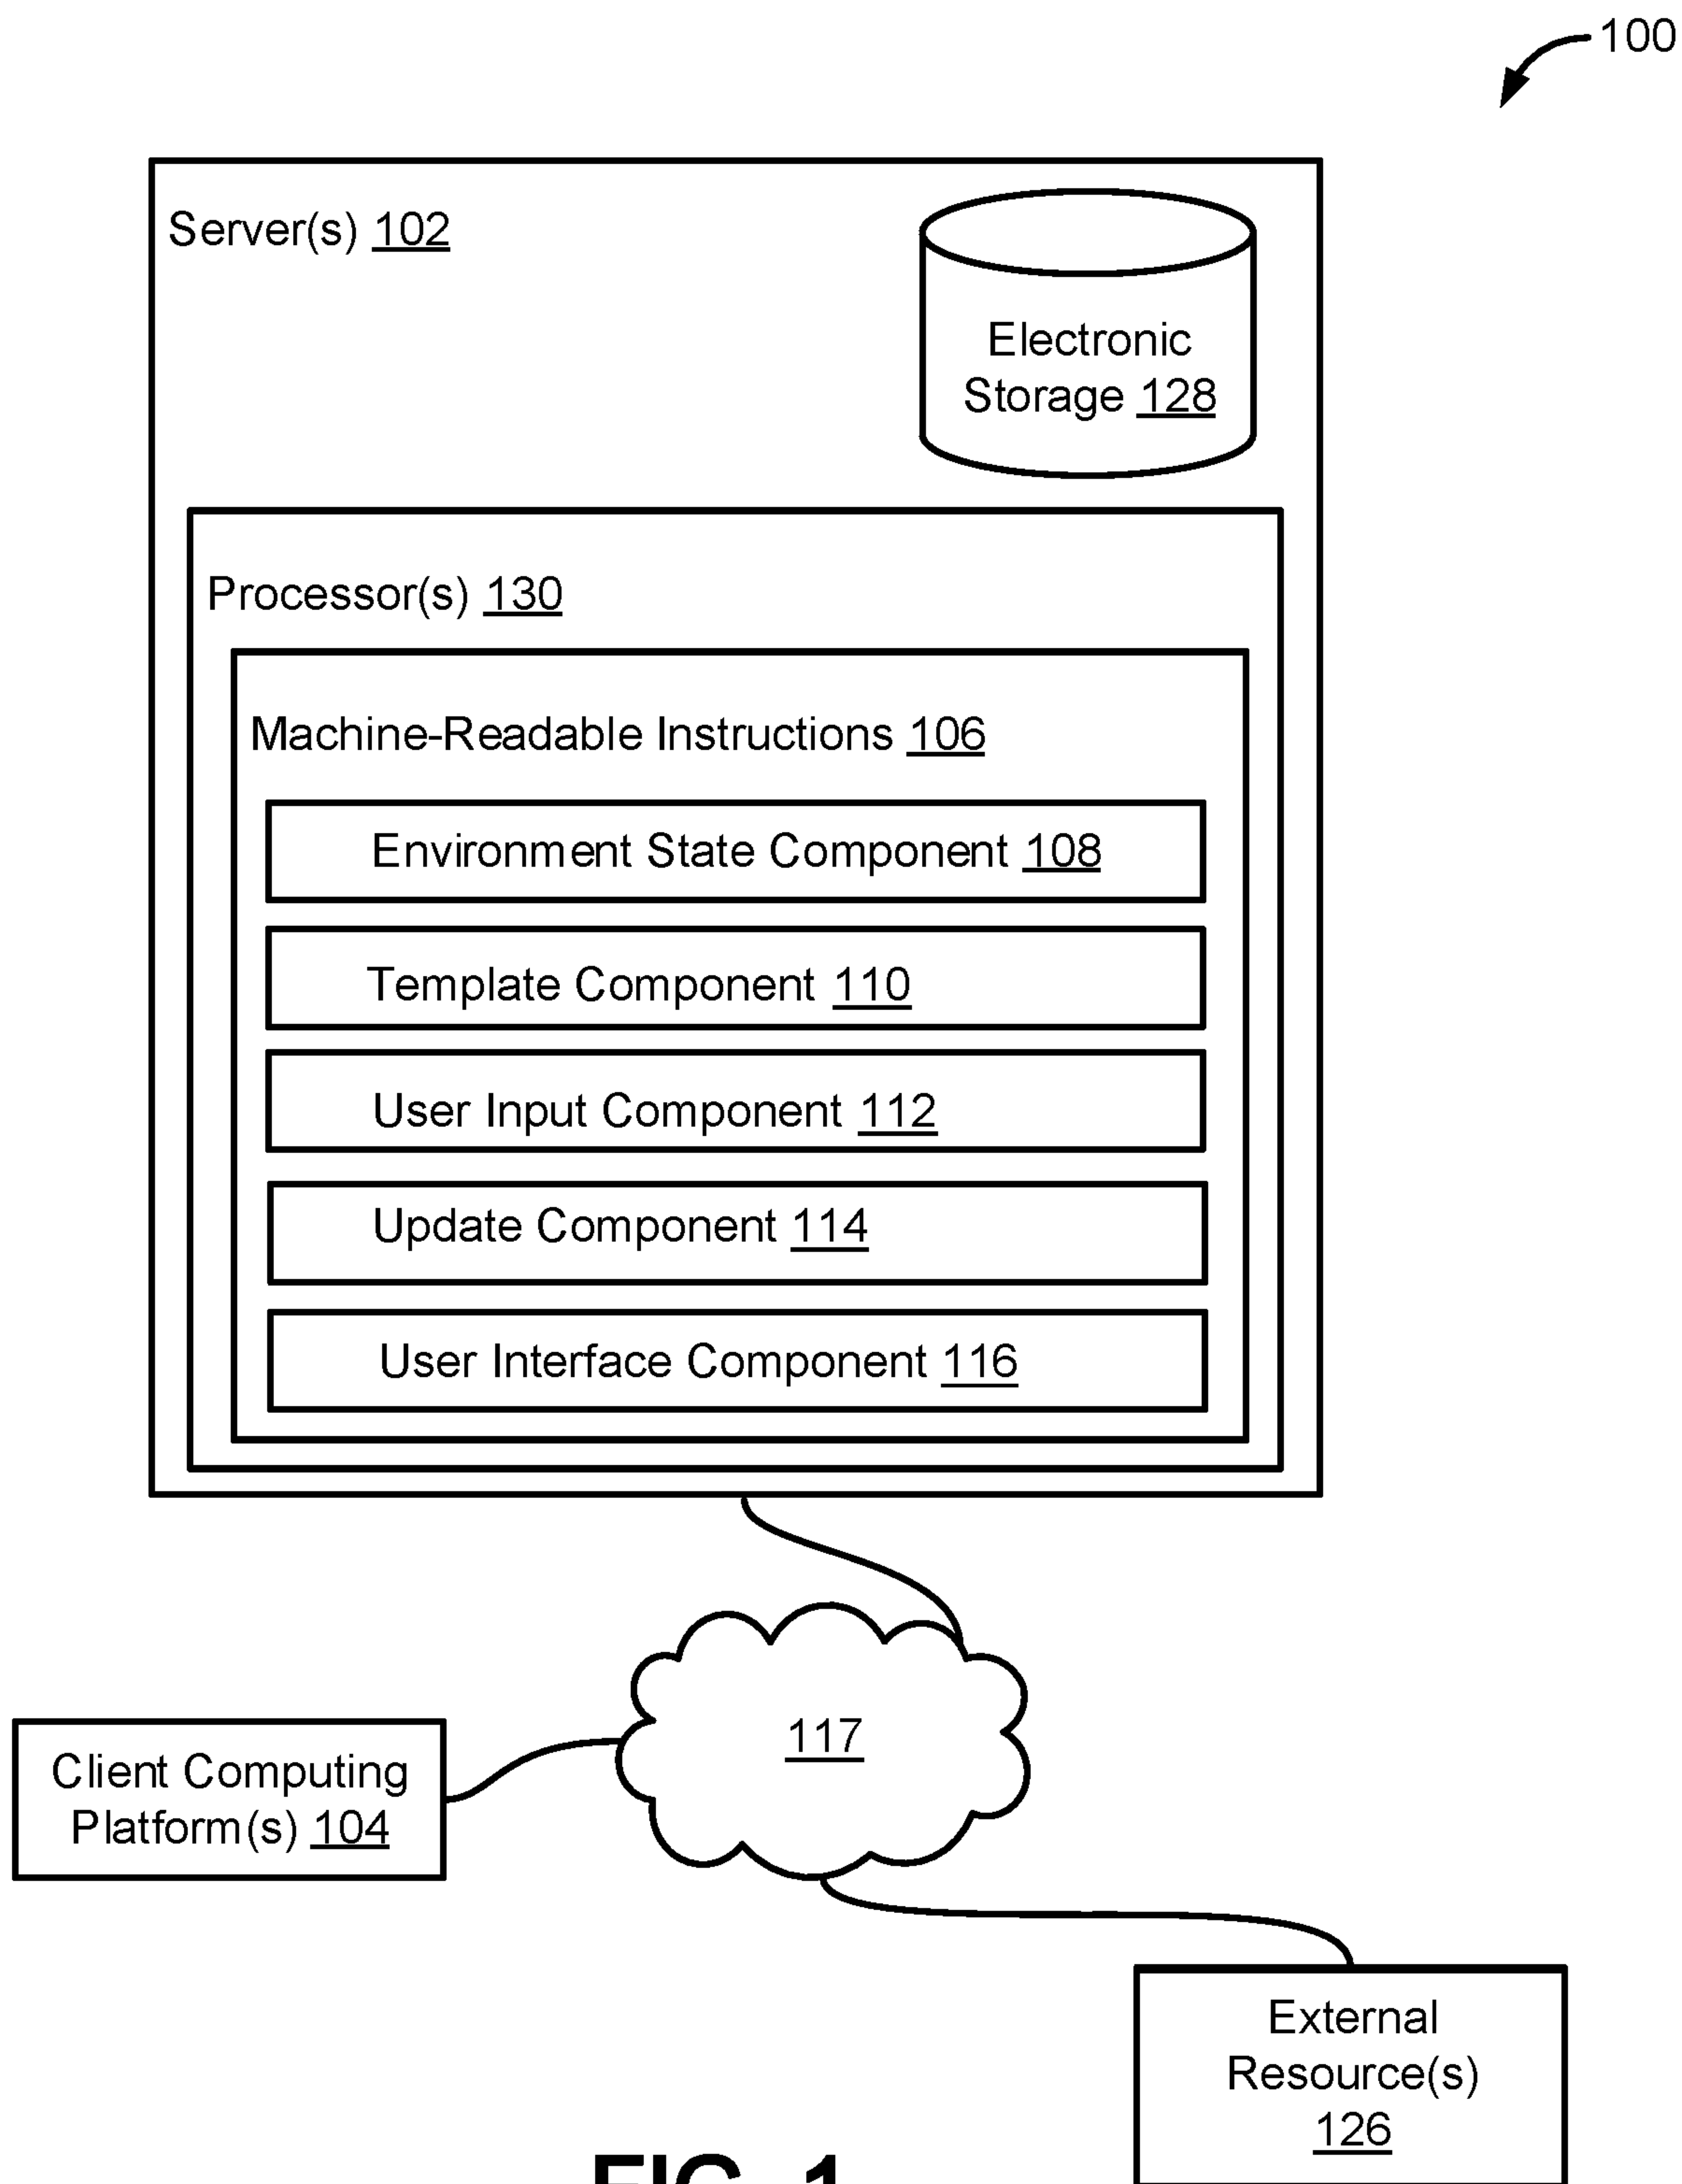 100
Server(s) 102
Electronic
Storage 128
Processor(s) 130
Machine-Readable Instructions 106
Environment State Component 108
Template Component 110
User Input Component 112
Update Component 114
User Interface Component 116
117
Client Computing
Platform(s) 104
External
Resource(s)
126
FIG. 1